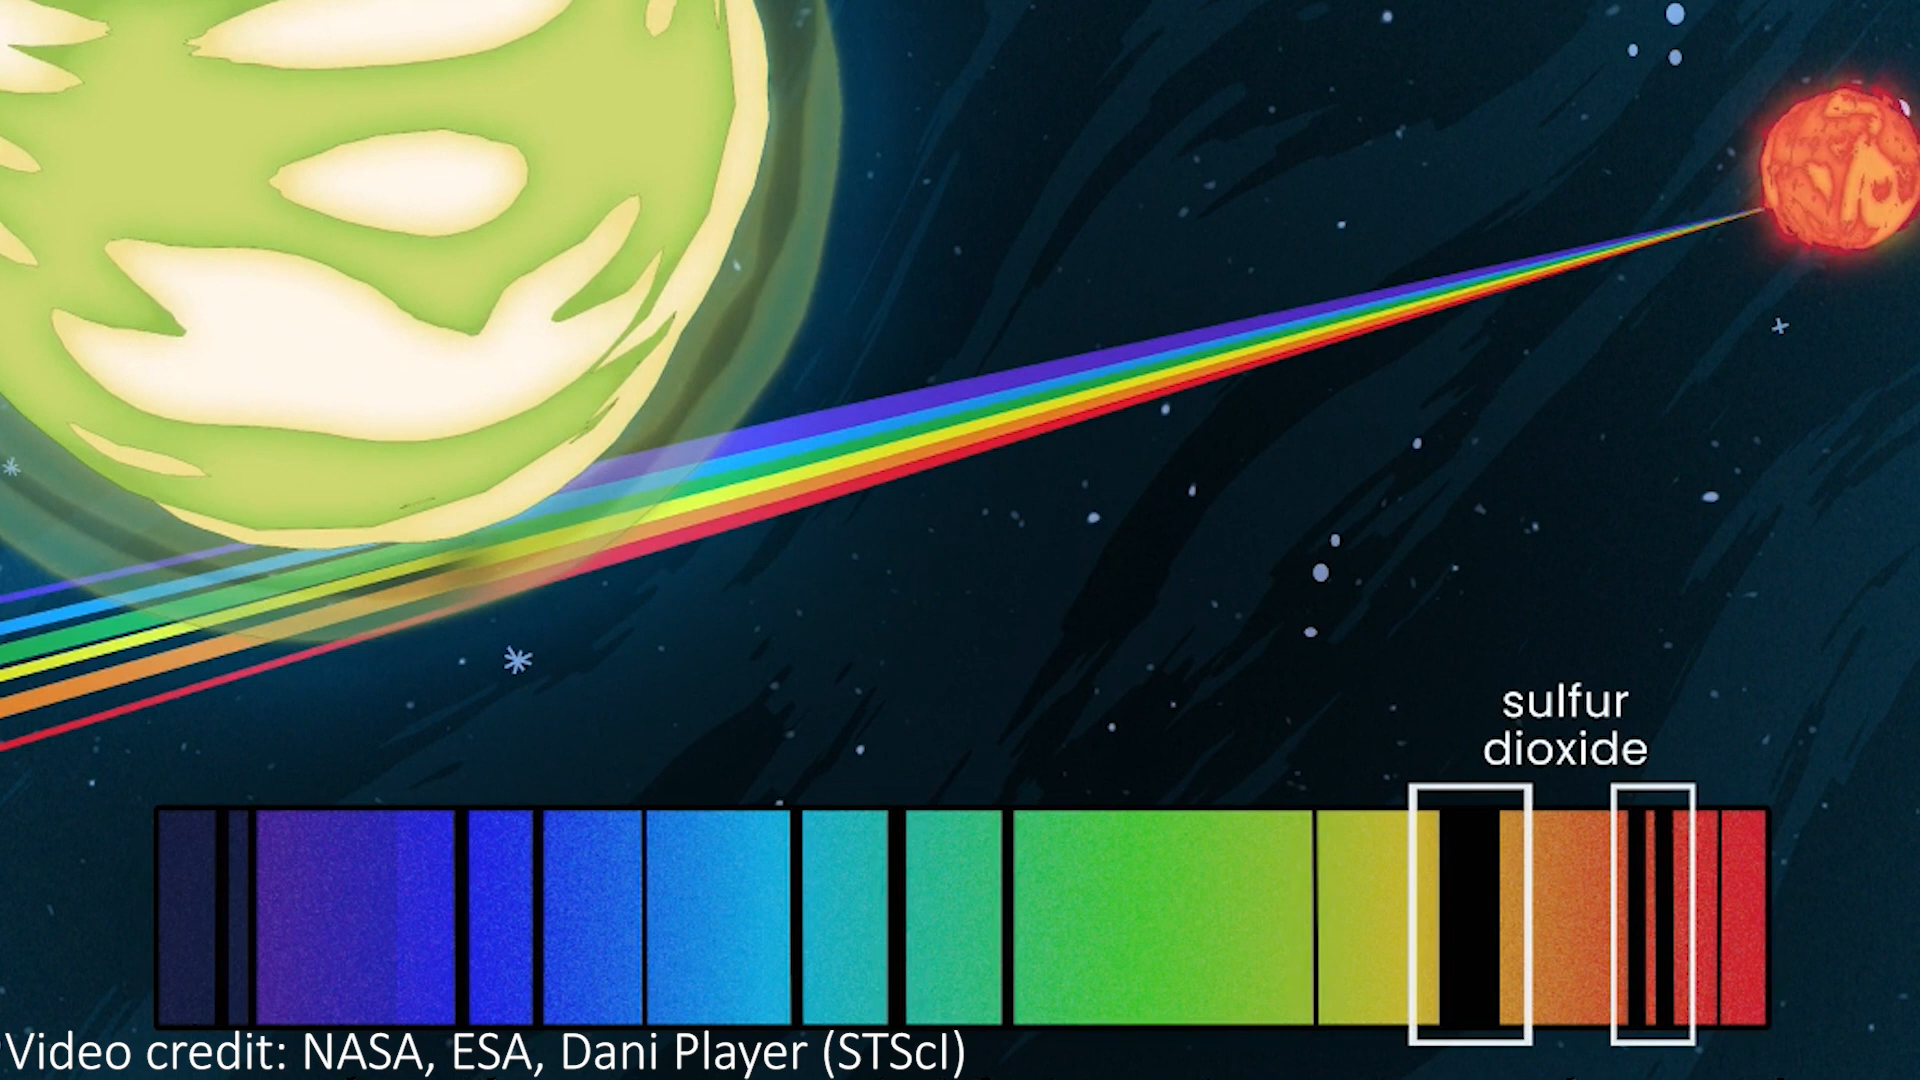 sulfur
dioxide
Video credit: NASA, ESA, Dani Player (STScI)